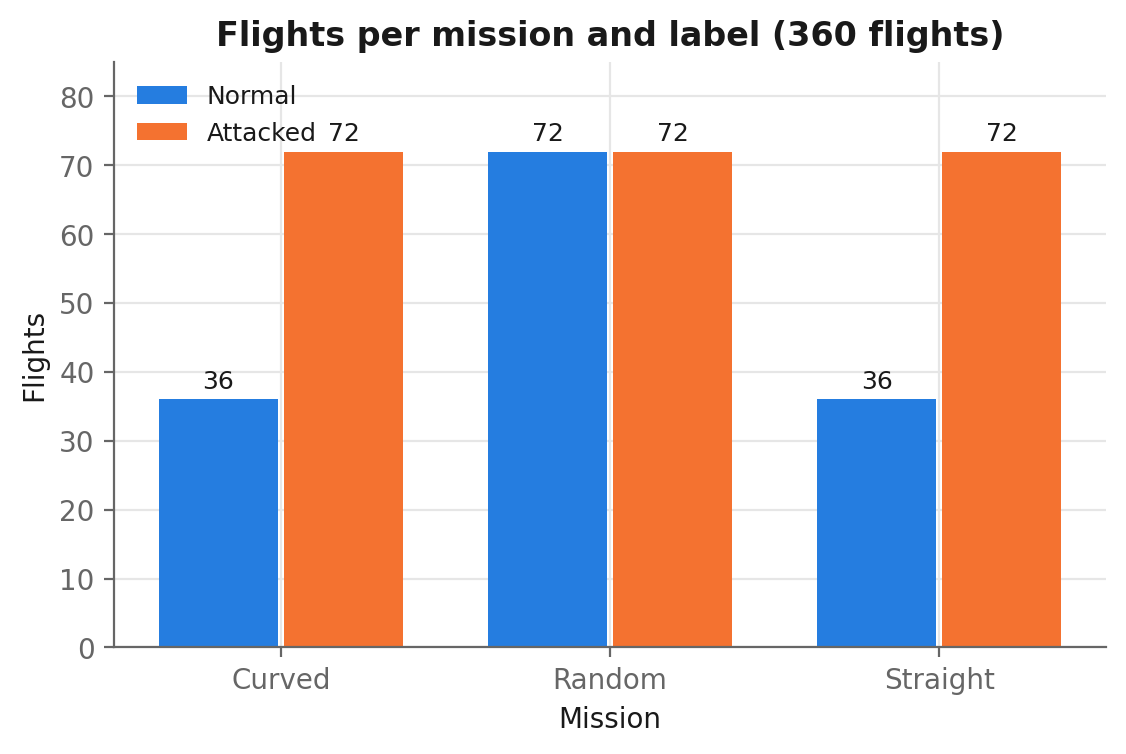 Flights per mission and label (360 flights)
Normal
Attacked
72
72
72
72
36
36
80
70
60
50
40
30
20
10
0
Flights
Curved
Random
Straight
Mission